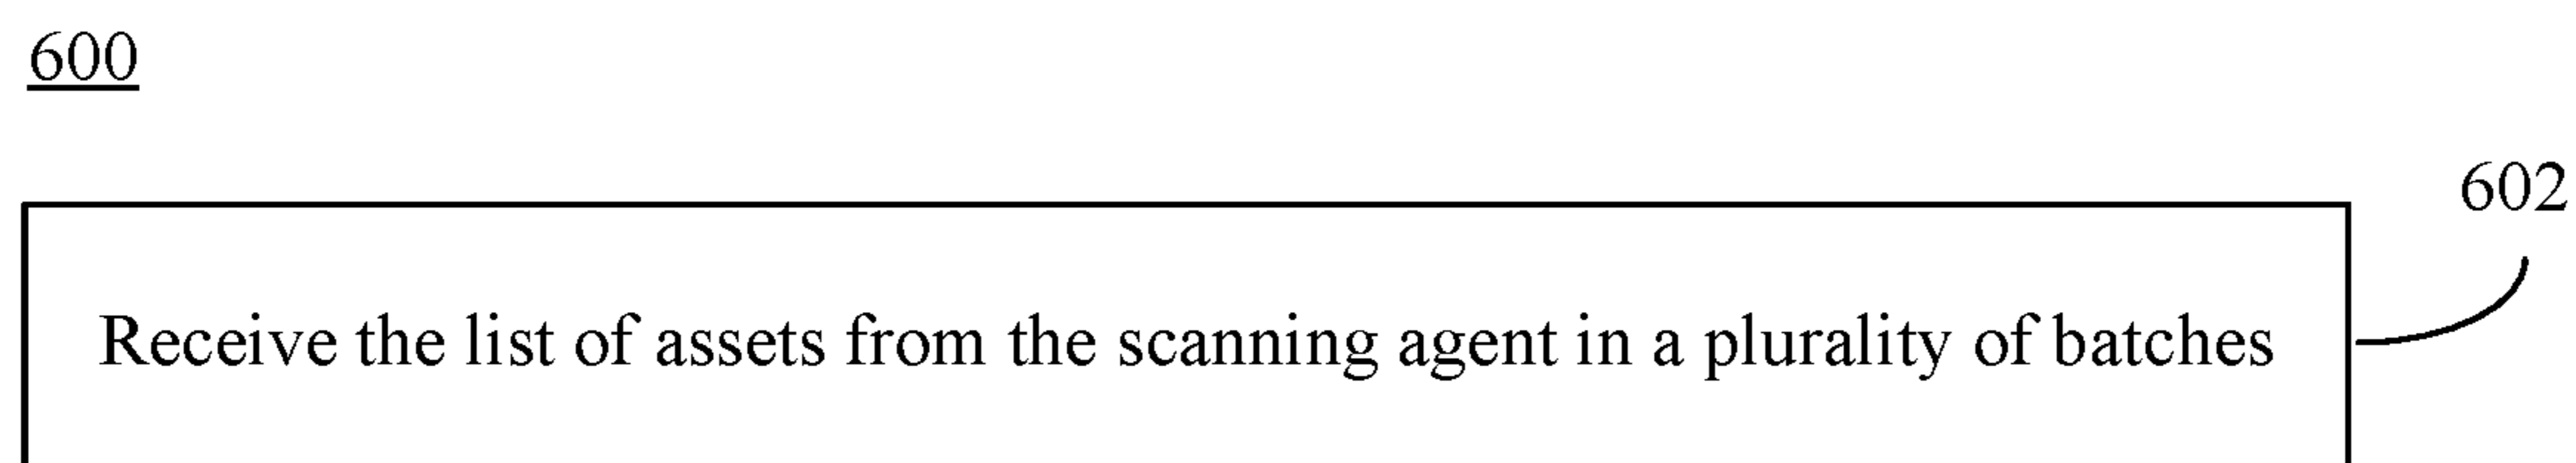 600
602
Receive the list of assets from the scanning agent in a plurality of batches